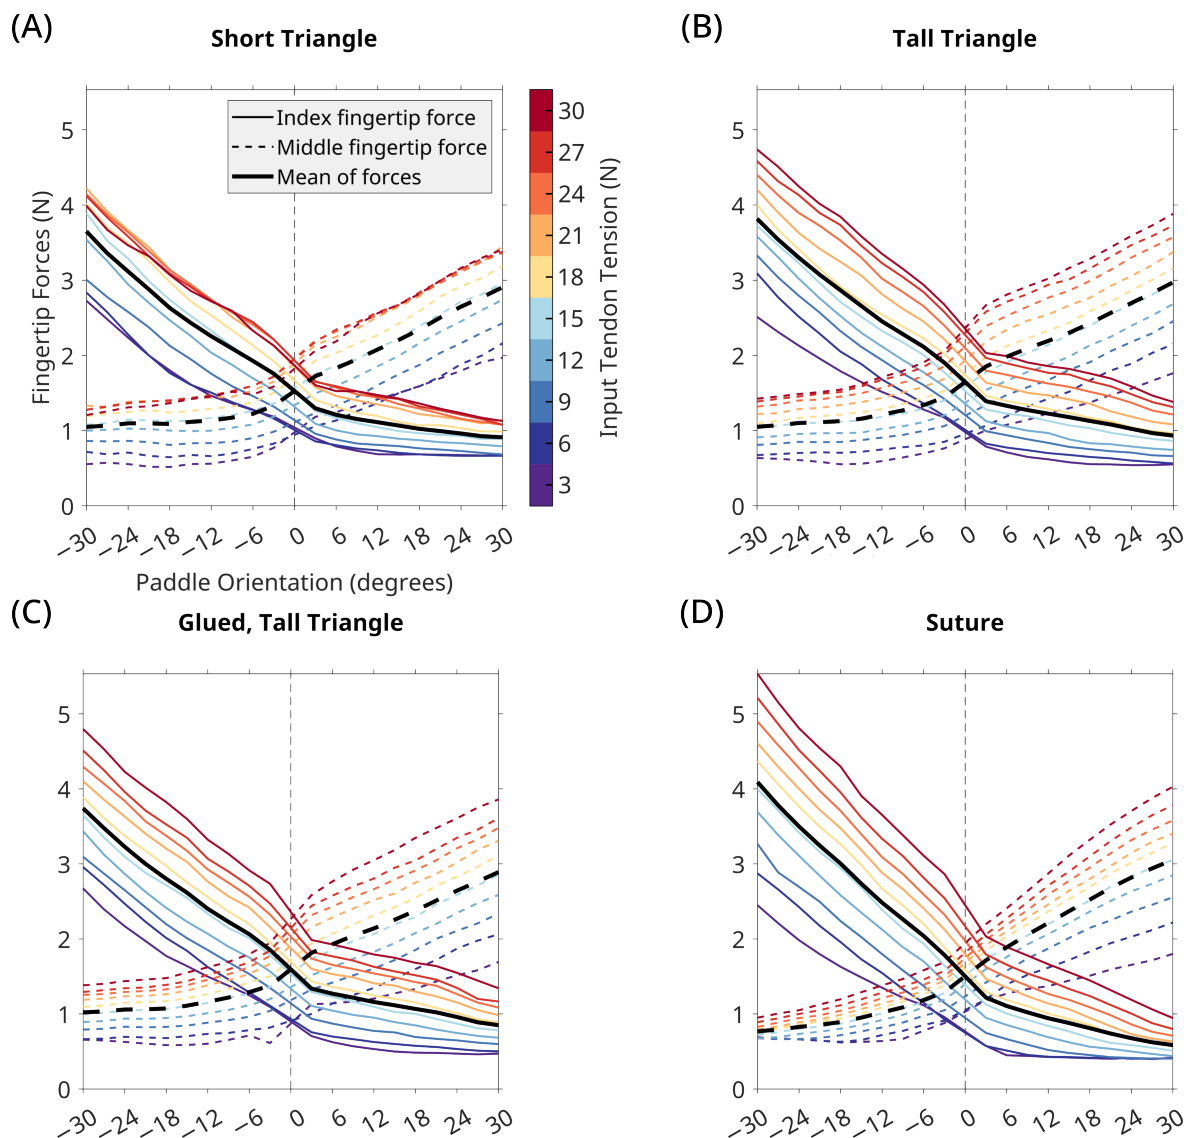 (A)
Short Triangle
(B)
Tall Triangle
Index fingertip force
Middle fingertip force
Mean of forces
Fingertip Forces (N)
5
4
3
2
1
0
−30 −24 −18 −12 −6 0 6 12 18 24 30
Paddle Orientation (degrees)
30
27
24
21
18
15
12
9
6
3
Input Tendon Tension (N)
5
4
3
2
1
0
−30 −24 −18 −12 −6 0 6 12 18 24 30
(C)
Glued, Tall Triangle
(D)
Suture
5
4
3
2
1
0
−30 −24 −18 −12 −6 0 6 12 18 24 30
5
4
3
2
1
0
−30 −24 −18 −12 −6 0 6 12 18 24 30